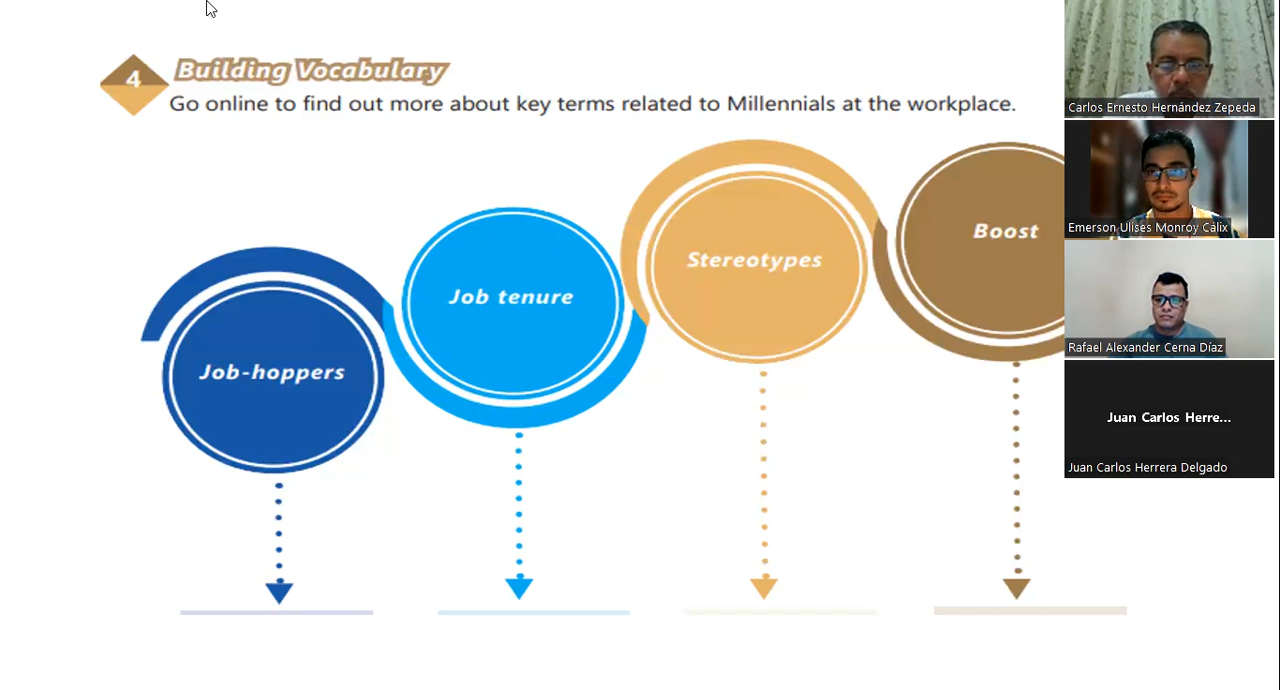 4
Building Vocabulary
Go online to find out more about key terms related to Millennials at the workplace.
Job-hoppers
Job tenure
Stereotypes
Boost
Carlos Ernesto Hernández Zepeda
Emerson Ulises Monroy Cálix
Rafael Alexander Cerna Díaz
Juan Carlos Herre...
Juan Carlos Herrera Delgado